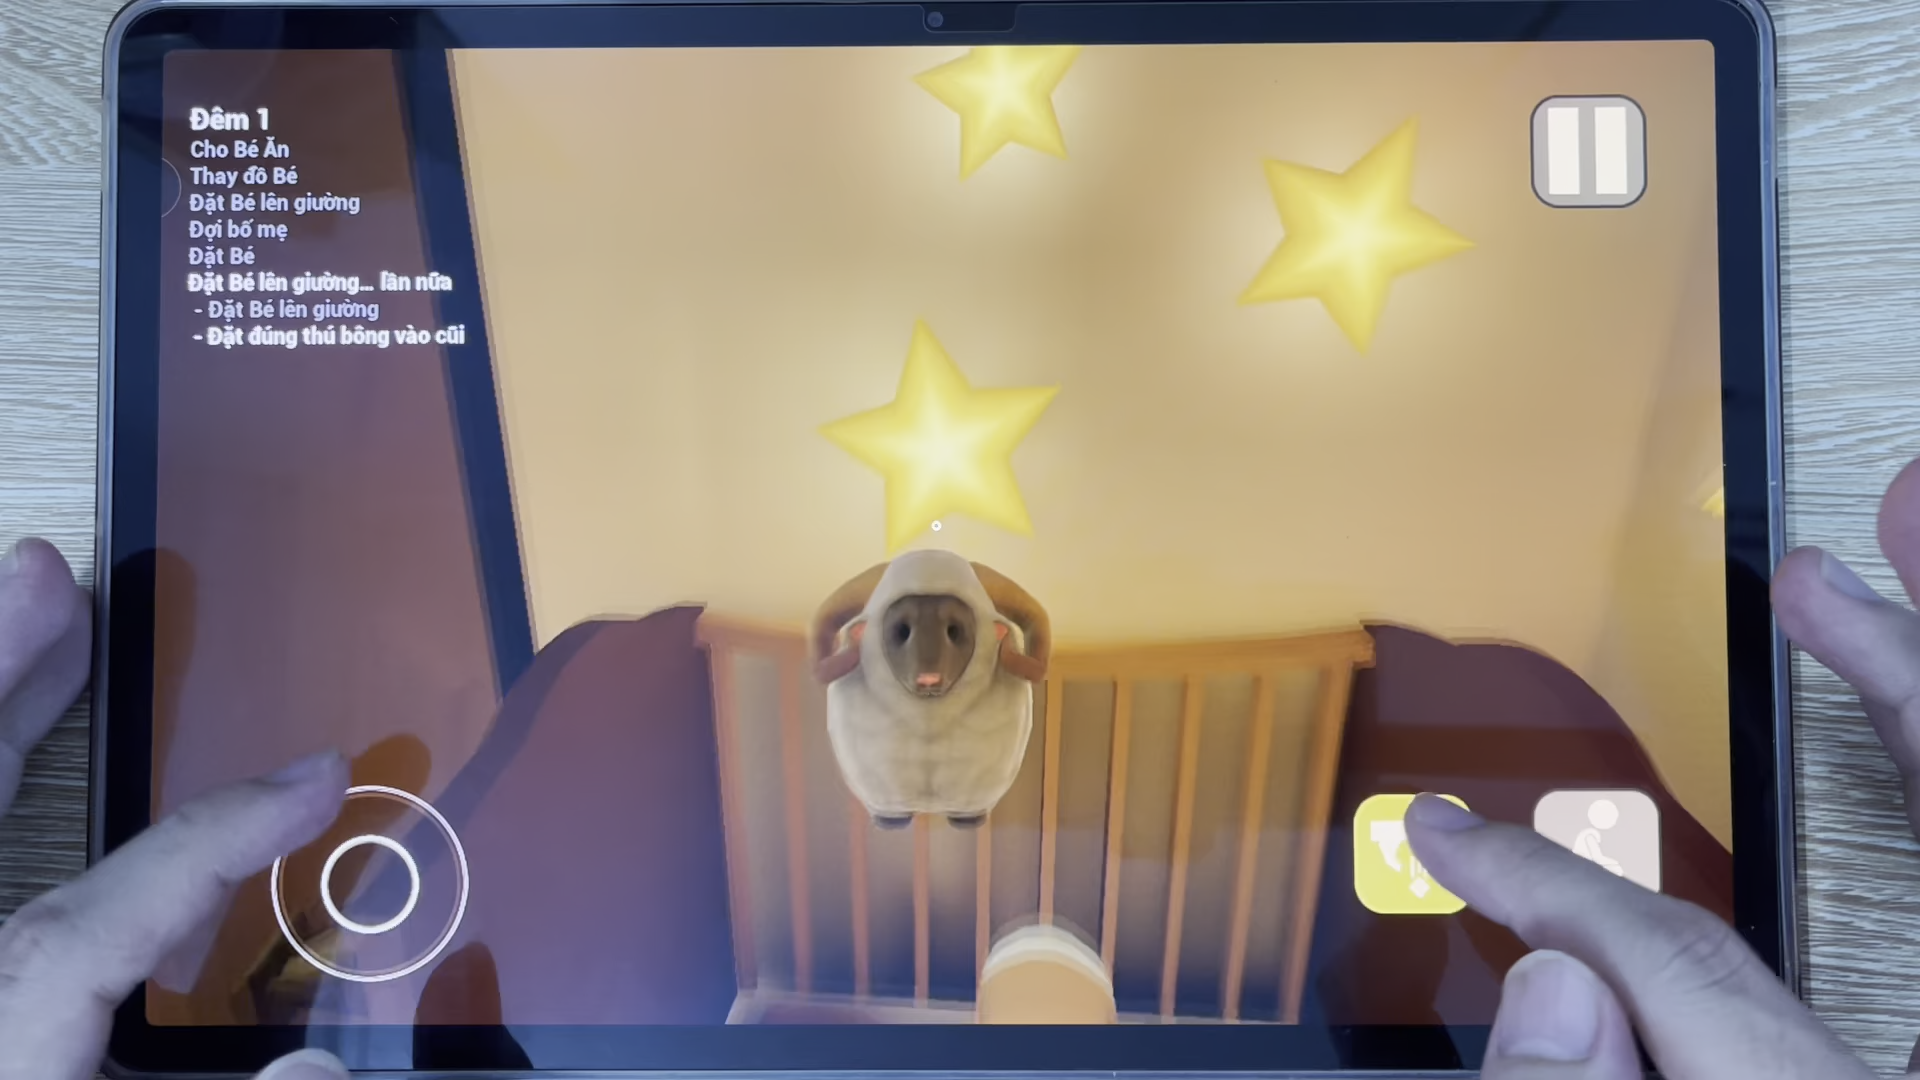 Đêm 1
Cho Bé Ăn
Thay đồ Bé
Đặt Bé lên giường
Đợi bố mẹ
Đặt Bé
Đặt Bé lên giường... lần nữa
- Đặt Bé lên giường
- Đặt đúng thú bông vào cũi